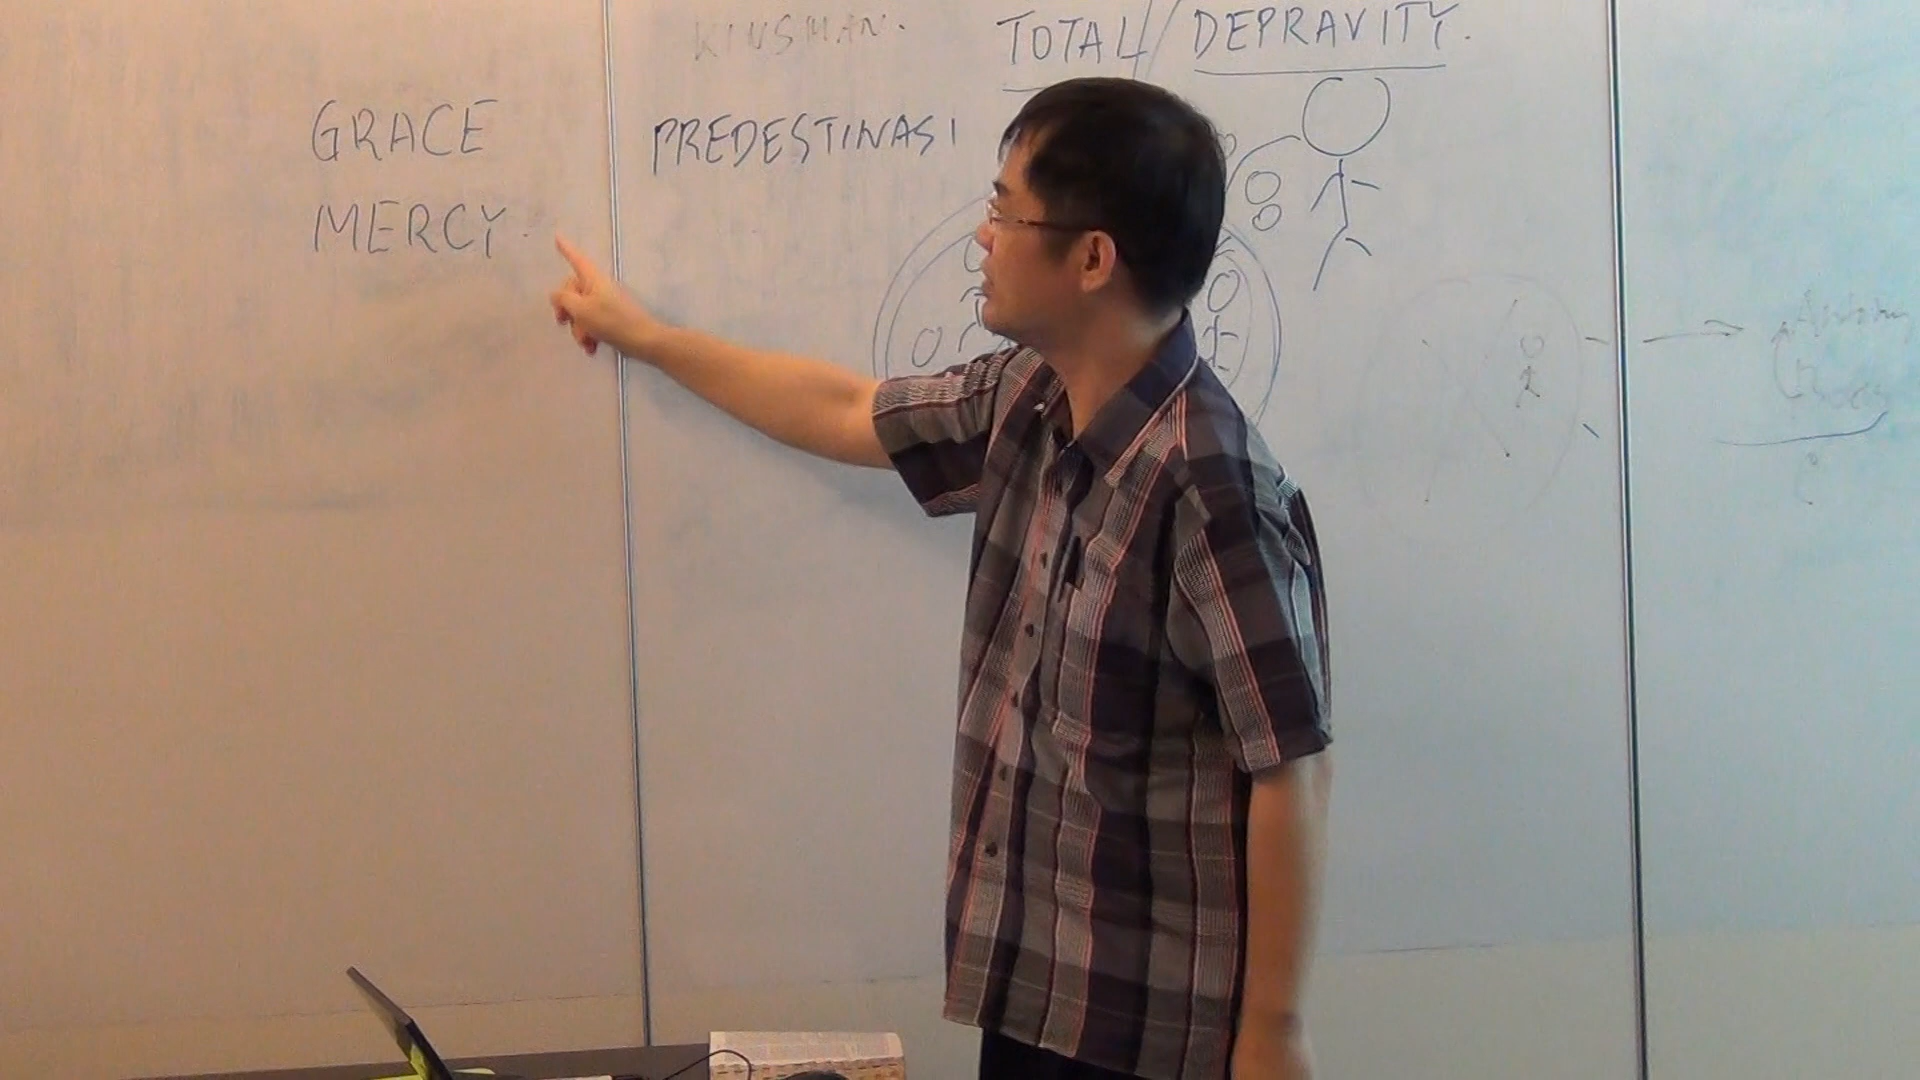 KINSMAN.
TOTAL / DEPRAVITY.
GRACE
PREDESTINASI
MERCY.